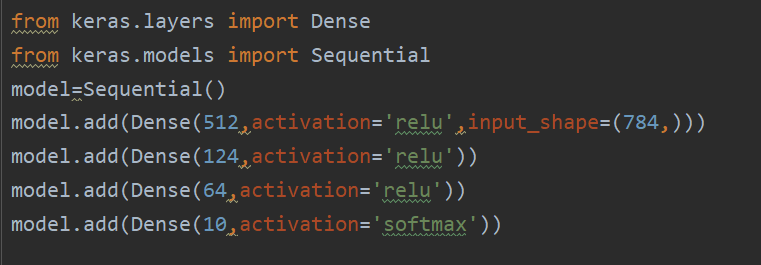 from keras.layers import Dense
from keras.models import Sequential
model=Sequential()
model.add(Dense(512,activation='relu',input_shape=(784,)))
model.add(Dense(124,activation='relu'))
model.add(Dense(64,activation='relu'))
model.add(Dense(10,activation='softmax'))